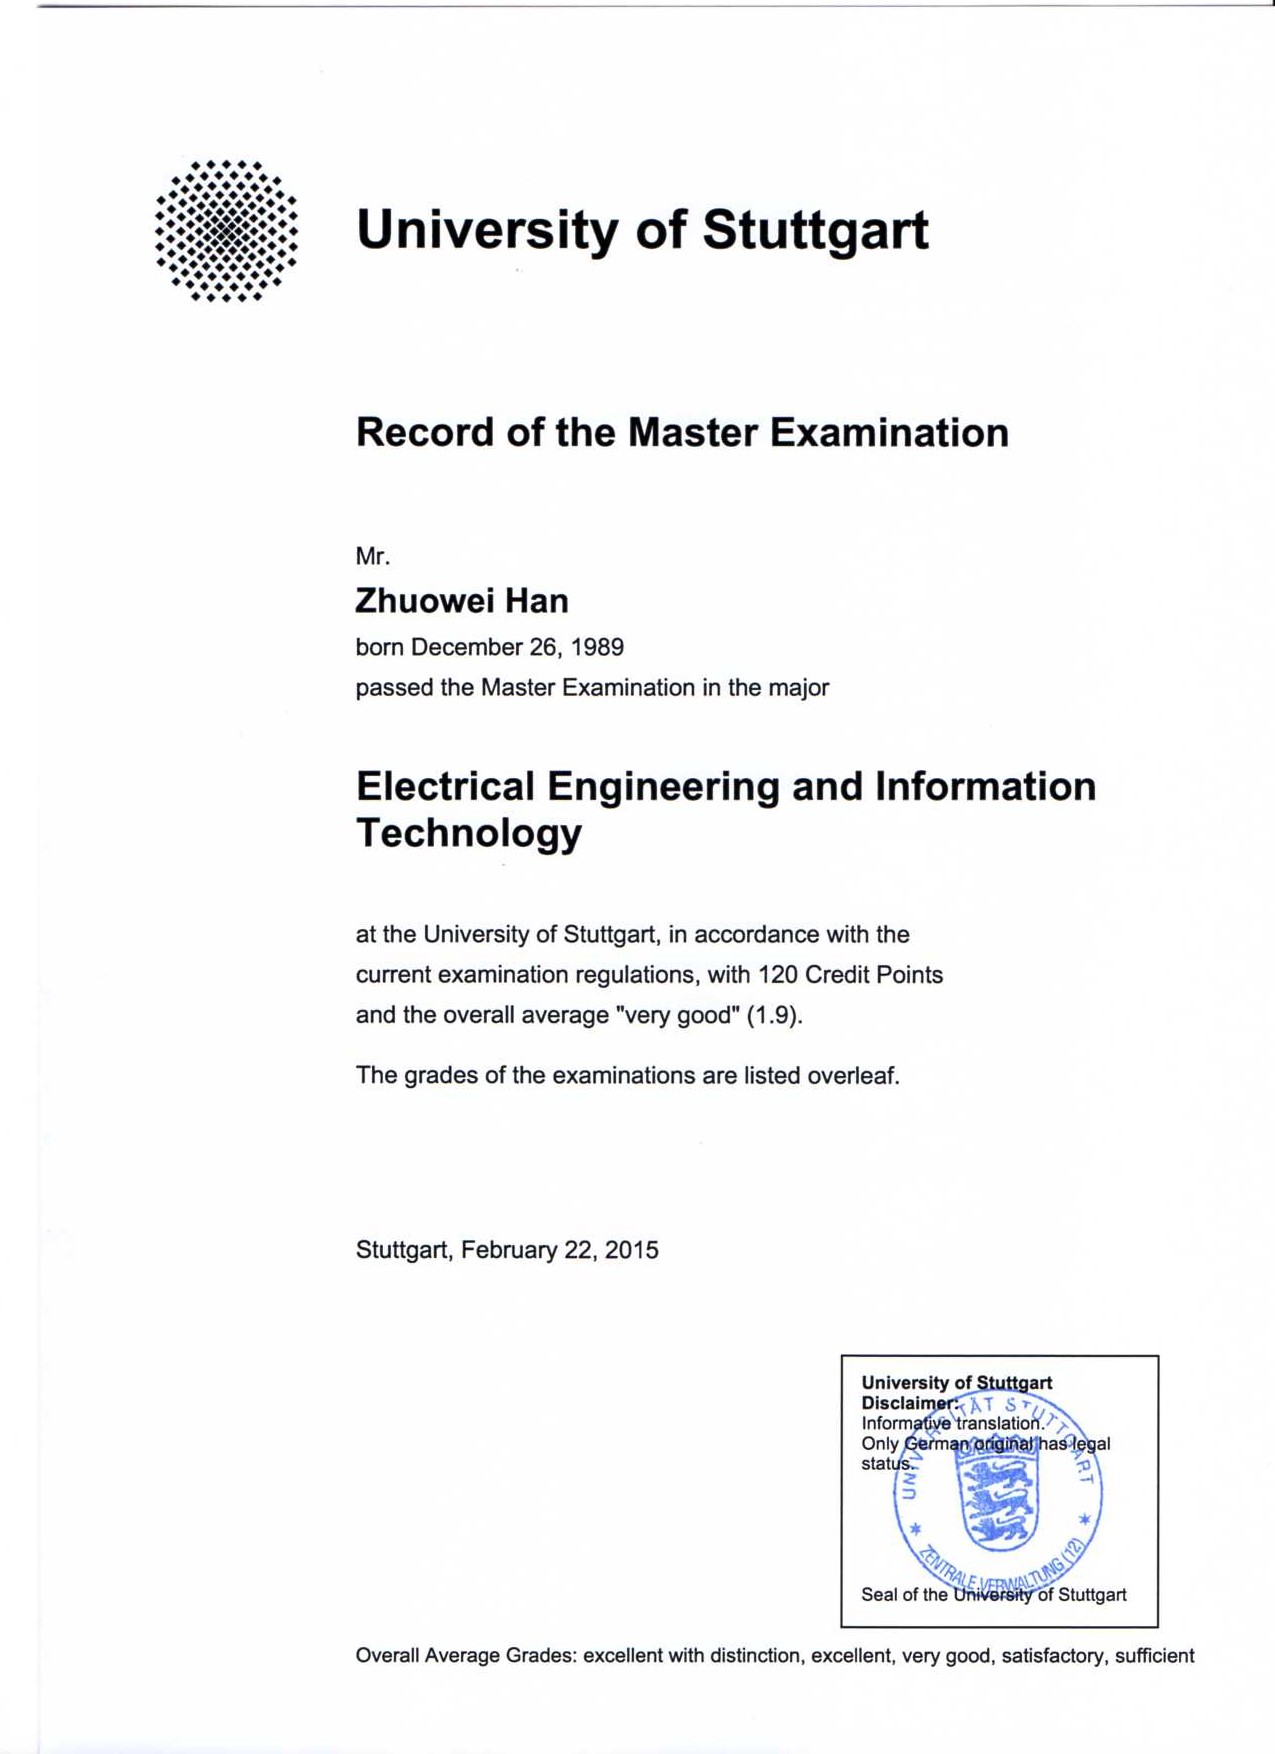 University of Stuttgart
Record of the Master Examination
Mr.
Zhuowei Han
born December 26, 1989
passed the Master Examination in the major
Electrical Engineering and Information
Technology
at the University of Stuttgart, in accordance with the
current examination regulations, with 120 Credit Points
and the overall average "very good" (1.9).
The grades of the examinations are listed overleaf.
Stuttgart, February 22, 2015
University of Stuttgart
Disclaimer:
Informative translation.
Only German original has legal
status.
UNIVERSITÄT STUTTGART
* ZENTRALE VERWALTUNG (12) *
Seal of the University of Stuttgart
Overall Average Grades: excellent with distinction, excellent, very good, satisfactory, sufficient